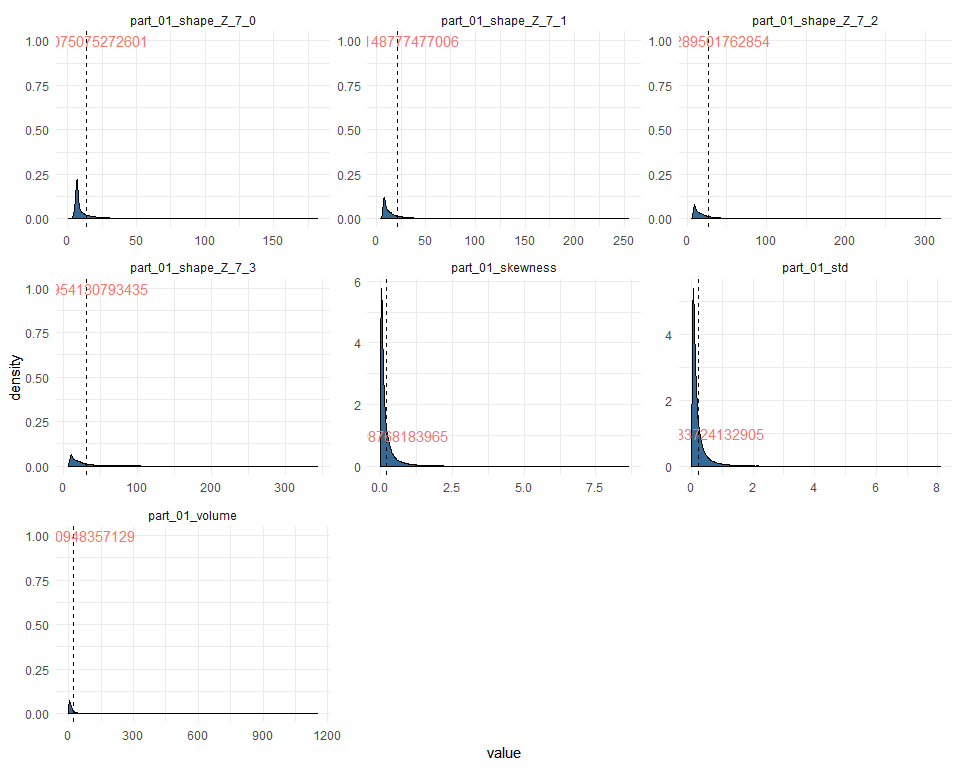 part_01_shape_Z_7_0 part_01_shape_Z_7_1 part_01_shape_Z_7_2
1.00 075075272601 1.00 148777477006 1.00 289501762854
0.75 0.75 0.75
0.50 0.50 0.50
0.25 0.25 0.25
0.00 0.00 0.00
0 50 100 150 0 50 100 150 200 250 0 100 200 300
part_01_shape_Z_7_3 part_01_skewness part_01_std
1.00 954130793435 6
0.75 4 4
0.50
0.25 2 2
8768183965 83724132905
0.00 0 0
0 100 200 300 0.0 2.5 5.0 7.5 0 2 4 6 8
density
part_01_volume
1.00 0948357129
0.75
0.50
0.25
0.00
0 300 600 900 1200
value